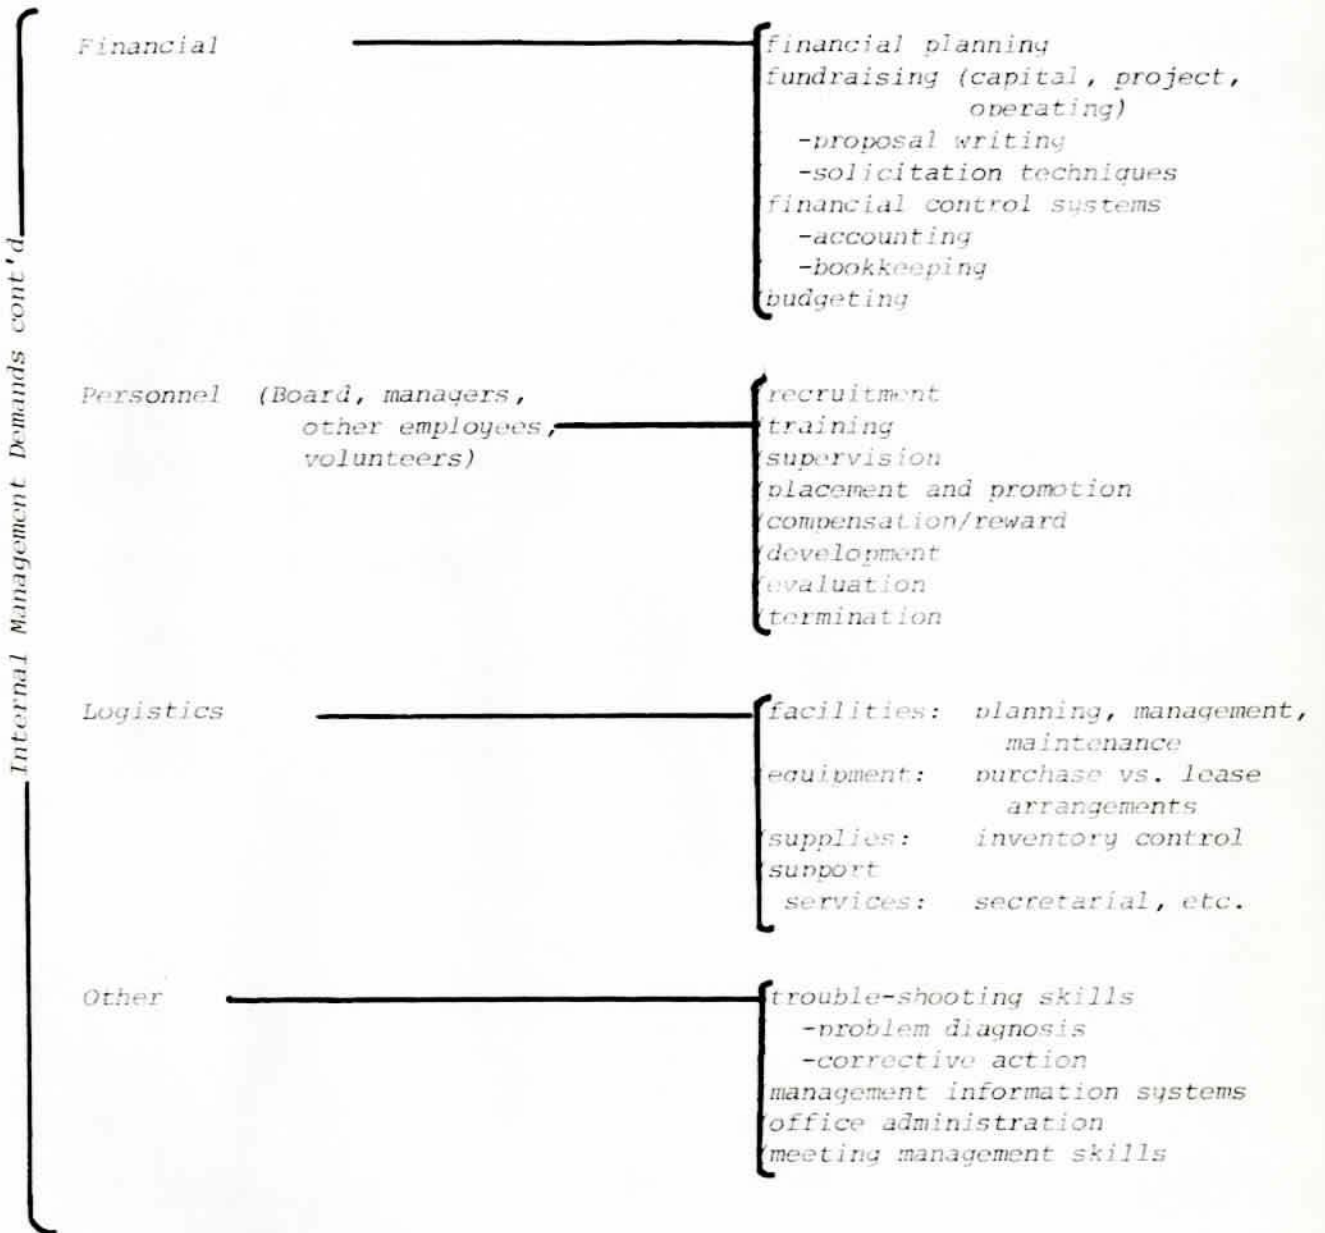 Internal Management Demands cont'd
Financial
financial planning
fundraising (capital, project,
operating)
-proposal writing
-solicitation techniques
financial control systems
-accounting
-bookkeeping
budgeting
Personnel (Board, managers,
other employees,
volunteers)
recruitment
training
supervision
placement and promotion
compensation/reward
development
evaluation
termination
Logistics
facilities: planning, management,
maintenance
equipment: purchase vs. lease
arrangements
supplies: inventory control
support
services: secretarial, etc.
Other
trouble-shooting skills
-problem diagnosis
-corrective action
management information systems
office administration
meeting management skills